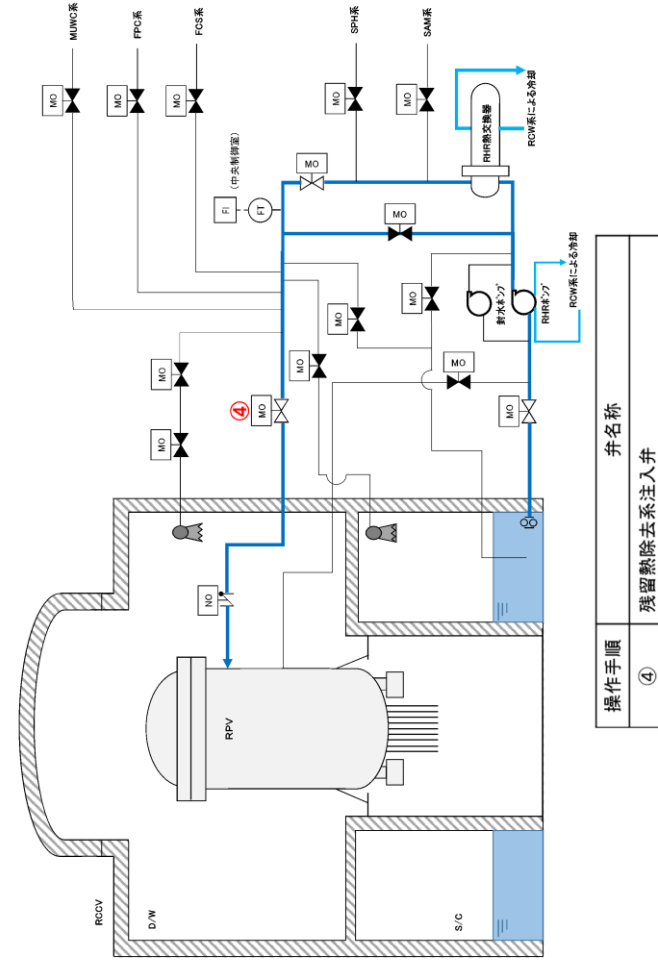 MUWC系
FPC系
FCS系
SPH系
SAM系
MO
MO
MO
MO
MO
(中央制御室)
FI
FT
MO
MO
RHR熱交換器
RCW系による冷却
MO
MO
④
MO
MO
MO
MO
MO
MO
封水ポンプ
RHRポンプ
RCW系による冷却
NO
RPV
RCCV
D/W
S/C
操作手順
弁名称
④
残留熱除去系注入弁